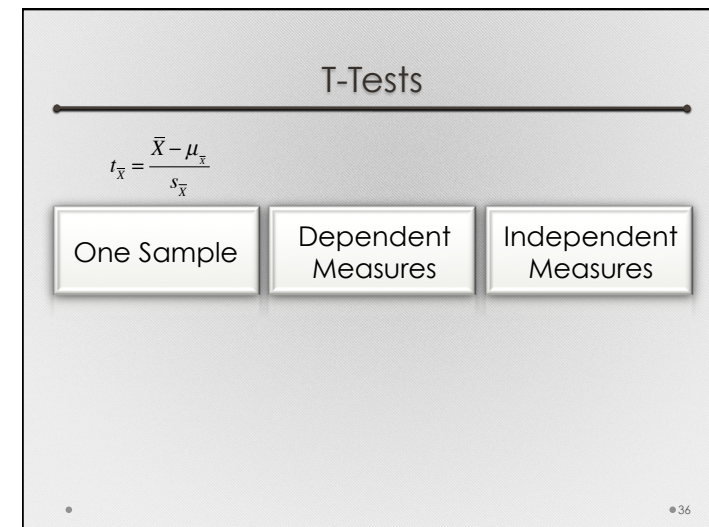 T-Tests
t_X̄ = (X̄ − μ_x̄) / s_X̄
One Sample
Dependent
Measures
Independent
Measures
36